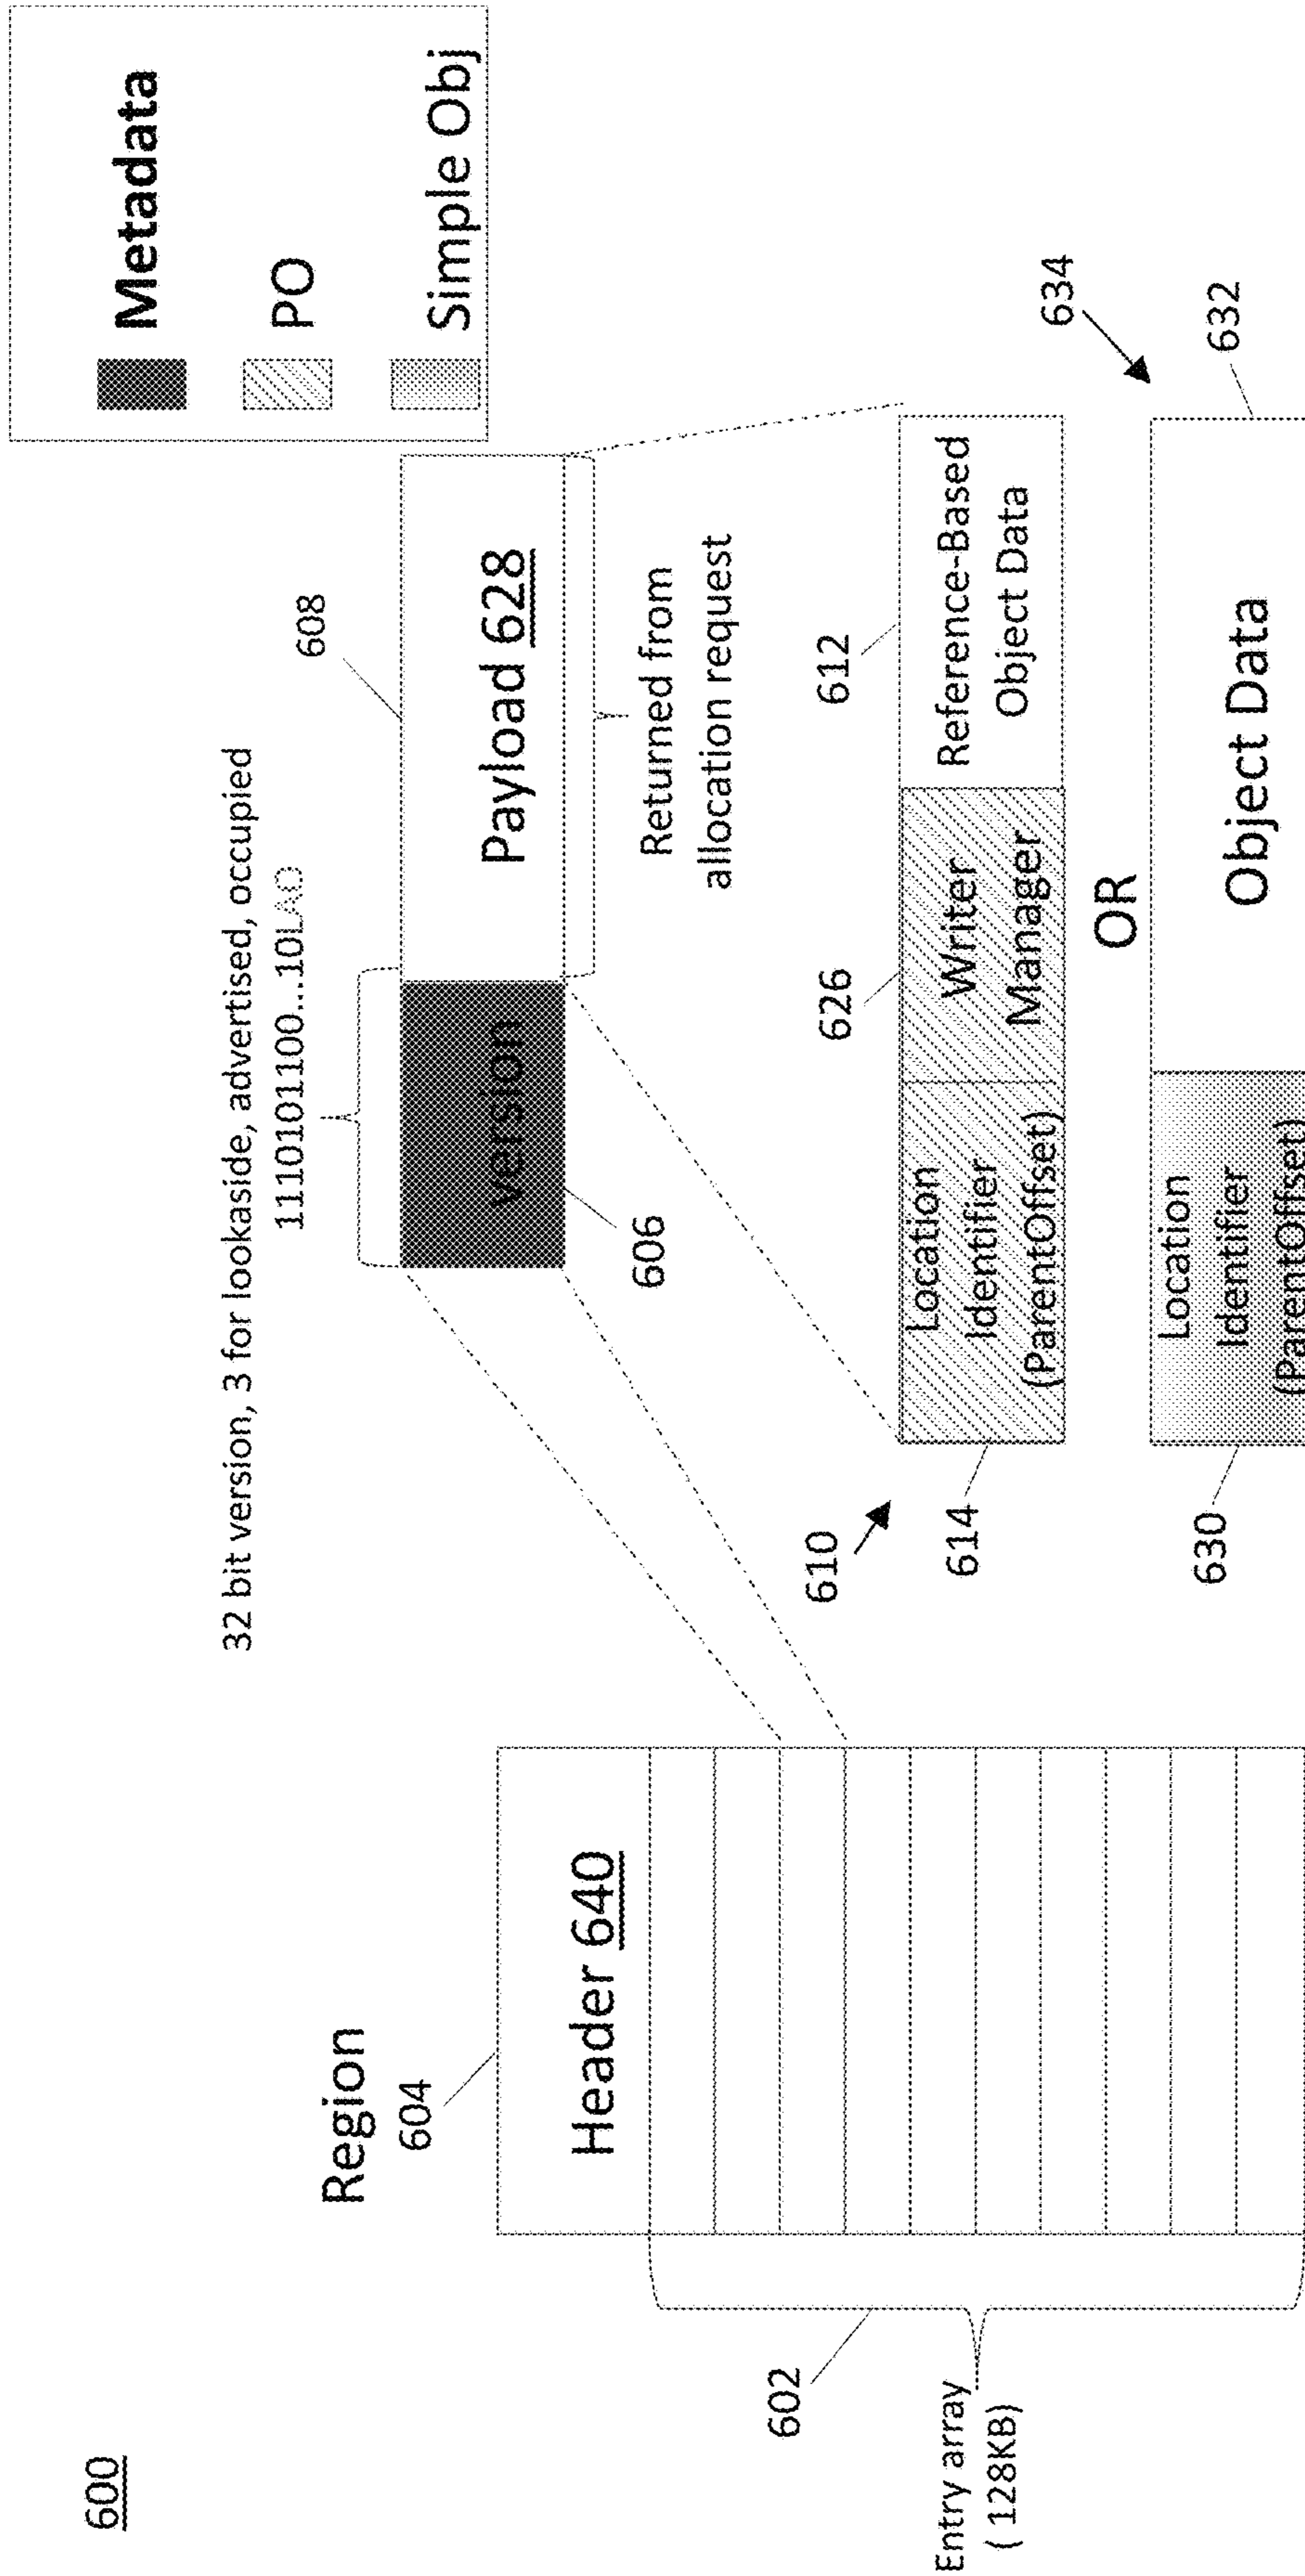 600
Region
604
Header 640
602
Entry array
( 128KB)
32 bit version, 3 for lookaside, advertised, occupied
1110101100...10LAO
version
606
608
Payload 628
Returned from
allocation request
Metadata
PO
Simple Obj
610
614
626
612
Location
Identifier
(ParentOffset)
Writer
Manager
Reference-Based
Object Data
OR
634
632
630
Location
Identifier
(ParentOffset)
Object Data